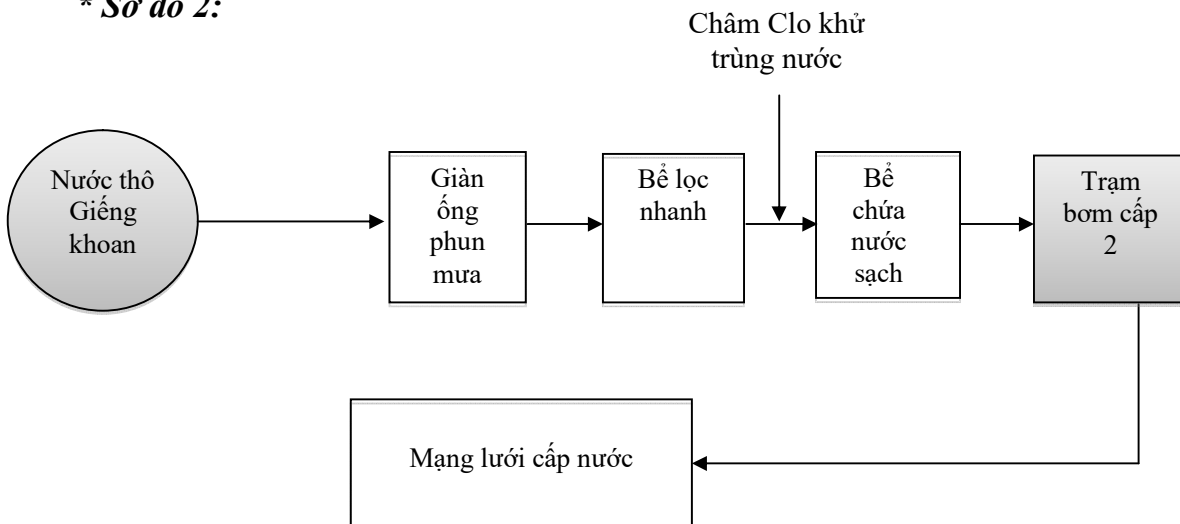 * Sơ đồ 2:
Châm Clo khử
trùng nước
Nước thô
Giếng
khoan
Giàn
ống
phun
mưa
Bể lọc
nhanh
Bể
chứa
nước
sạch
Trạm
bơm cấp
2
Mạng lưới cấp nước